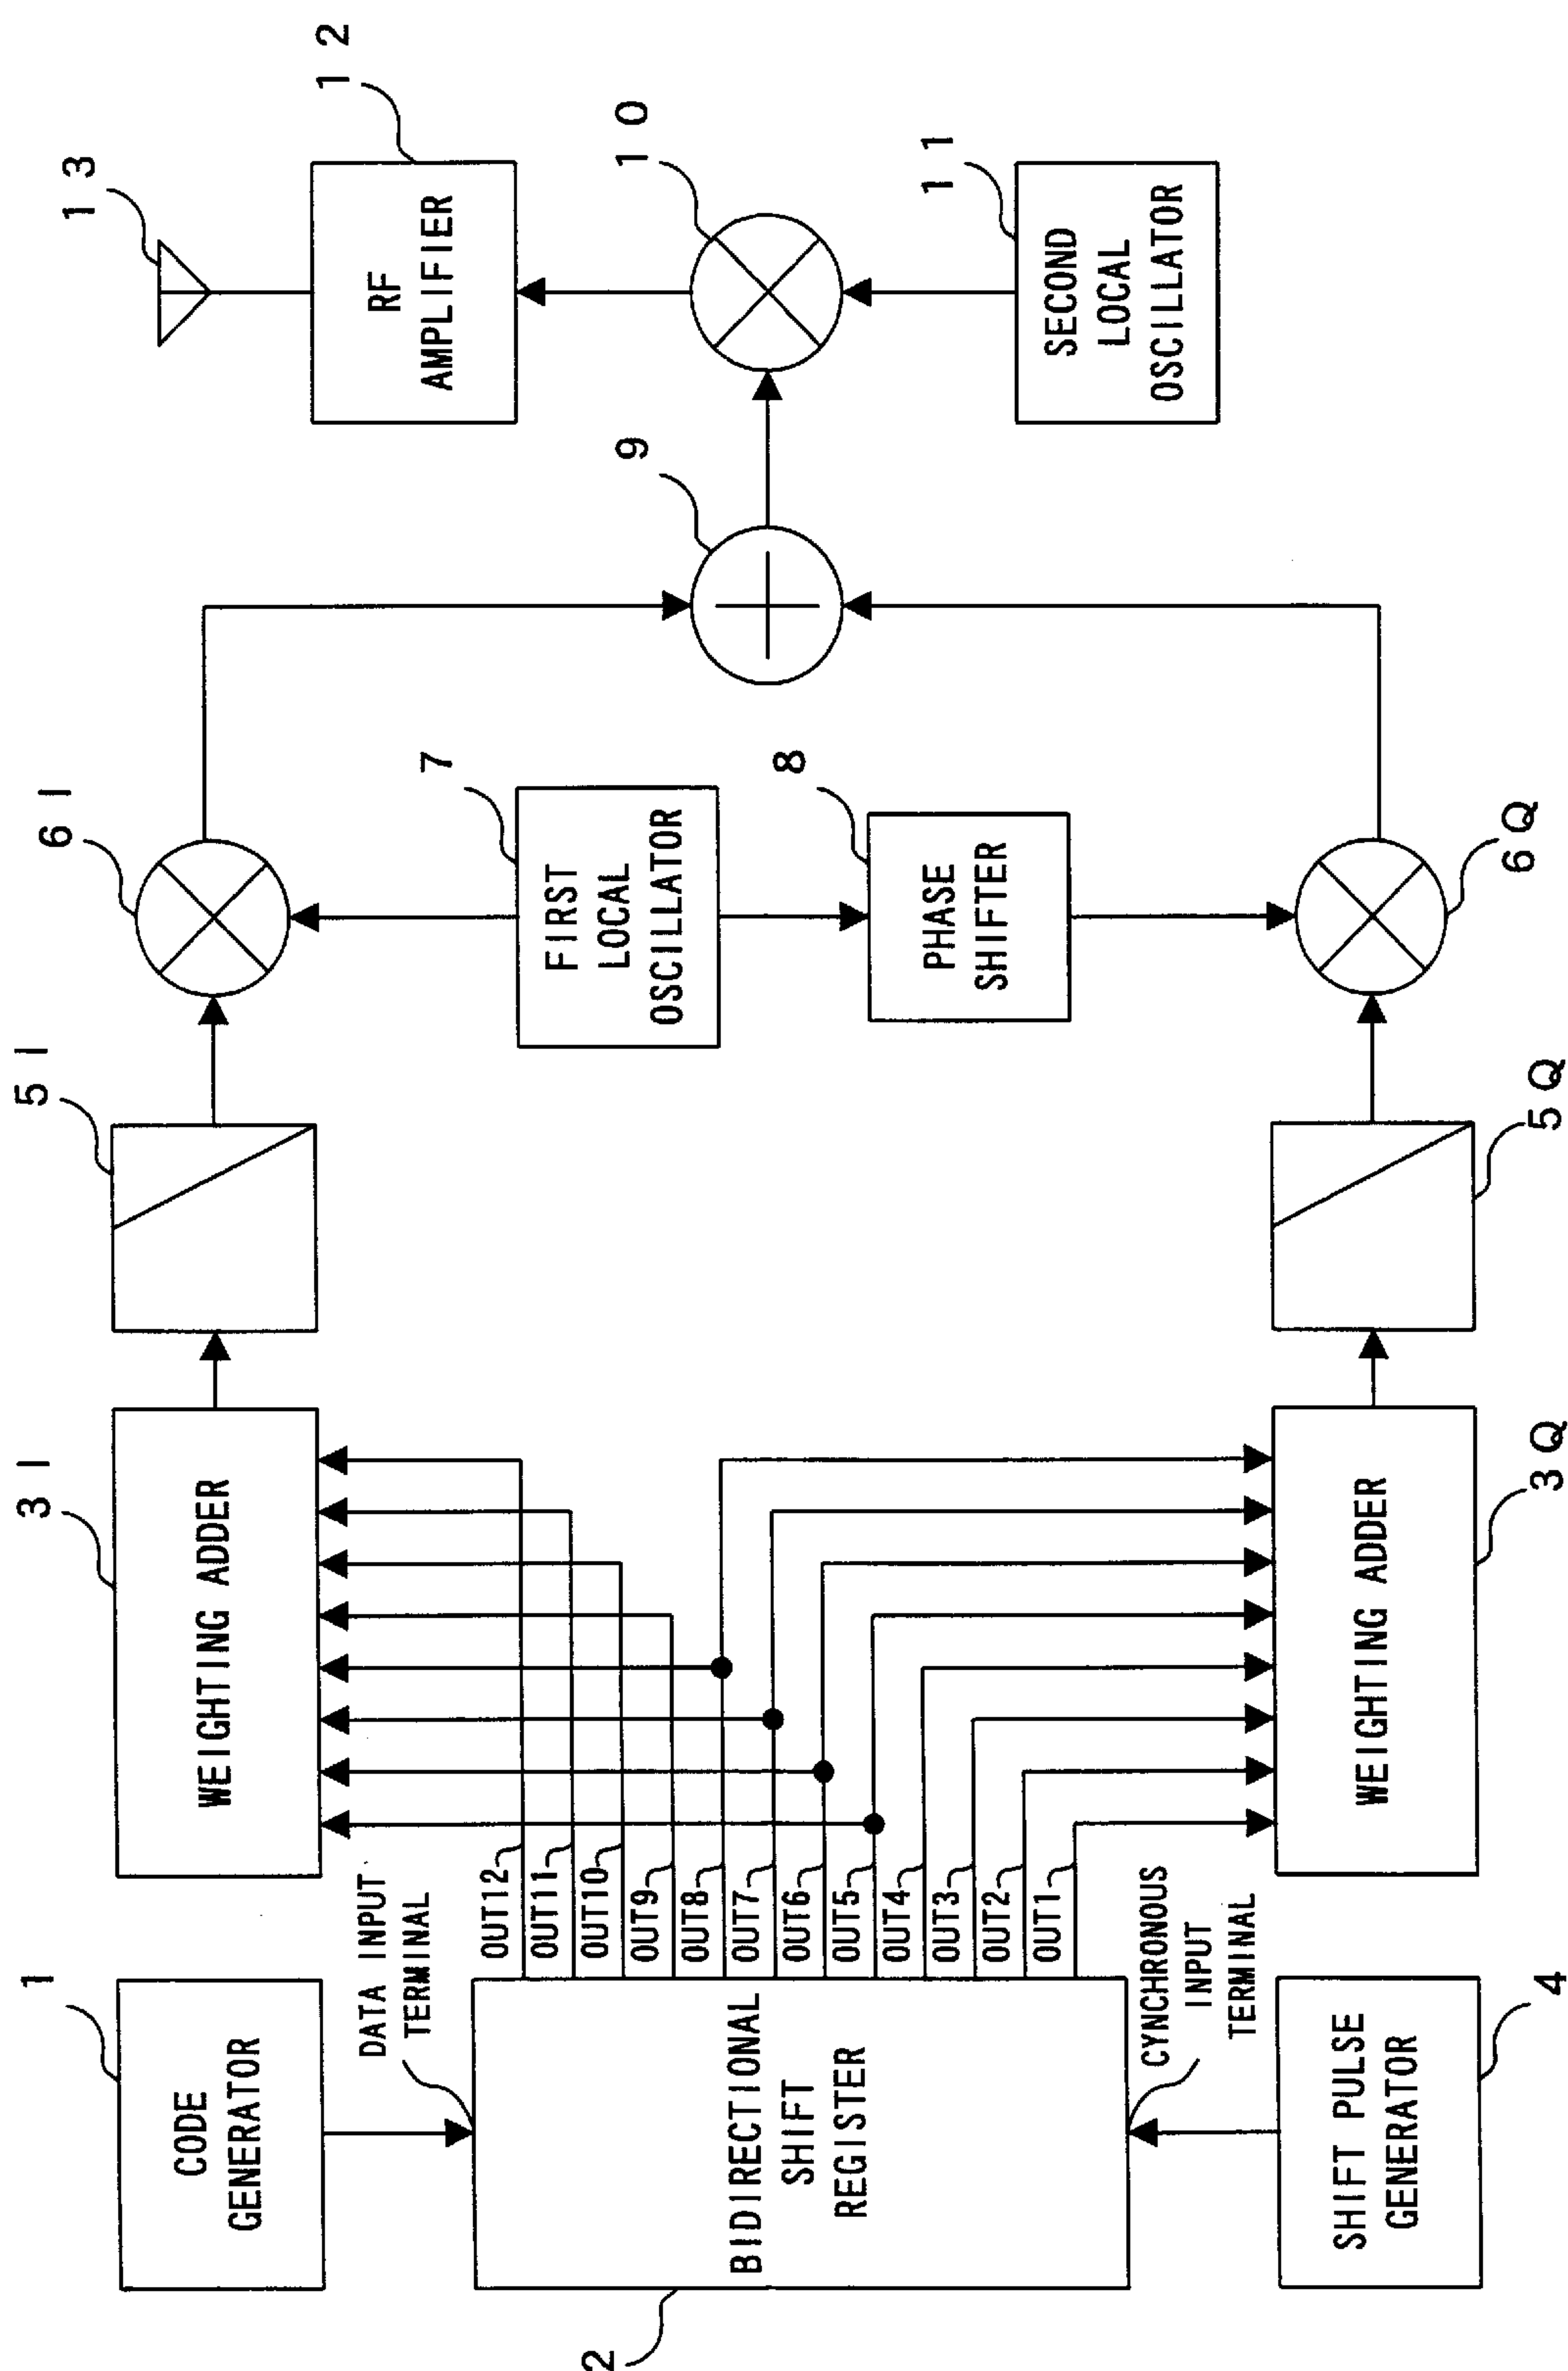 1
CODE
GENERATOR
DATA INPUT
TERMINAL
2
BIDIRECTIONAL
SHIFT
REGISTER
CYNCHRONOUS
INPUT
TERMINAL
4
SHIFT PULSE
GENERATOR
OUT12
OUT11
OUT10
OUT9
OUT8
OUT7
OUT6
OUT5
OUT4
OUT3
OUT2
OUT1
3 I
WEIGHTING ADDER
3 Q
WEIGHTING ADDER
5 I
5 Q
6 I
7
FIRST
LOCAL
OSCILLATOR
8
PHASE
SHIFTER
6 Q
9
1 3
1 2
RF
AMPLIFIER
1 0
1 1
SECOND
LOCAL
OSCILLATOR